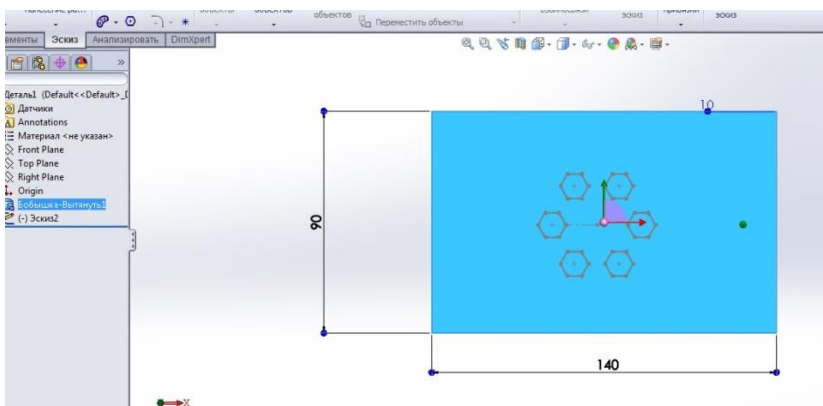 объектов
Переместить объекты
эскиз
эскиз
Эскиз
Анализировать
DimXpert
Деталь1 (Default<<Default>_D
Датчики
Annotations
Материал <не указан>
Front Plane
Top Plane
Right Plane
Origin
Бобышка-Вытянуть1
(-) Эскиз2
10
90
140
X